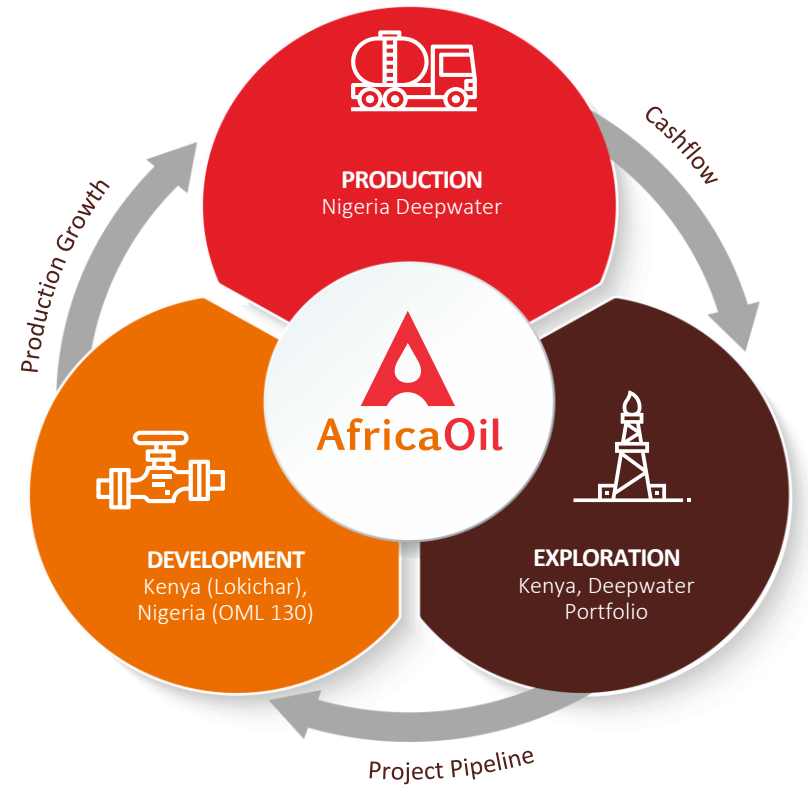 Cashflow
PRODUCTION
Nigeria Deepwater
Production Growth
AfricaOil
DEVELOPMENT
Kenya (Lokichar),
Nigeria (OML 130)
EXPLORATION
Kenya, Deepwater
Portfolio
Project Pipeline